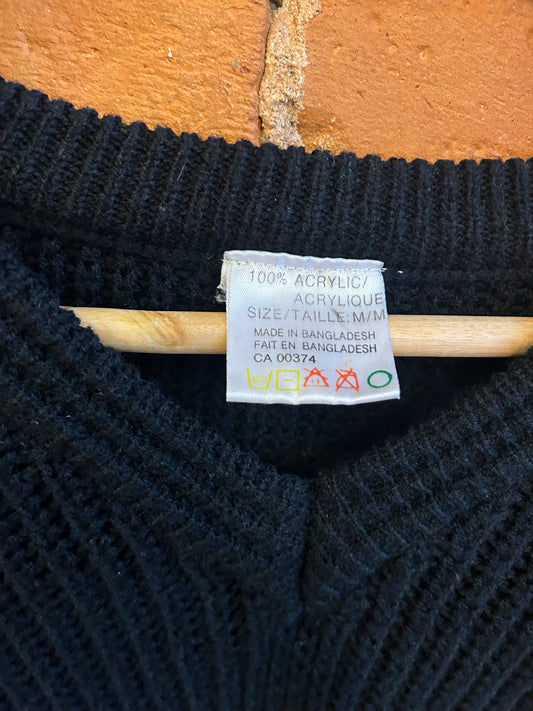 100% ACRYLIC/
ACRYLIQUE
SIZE/TAILLE: M/M
MADE IN BANGLADESH
FAIT EN BANGLADESH
CA 00374